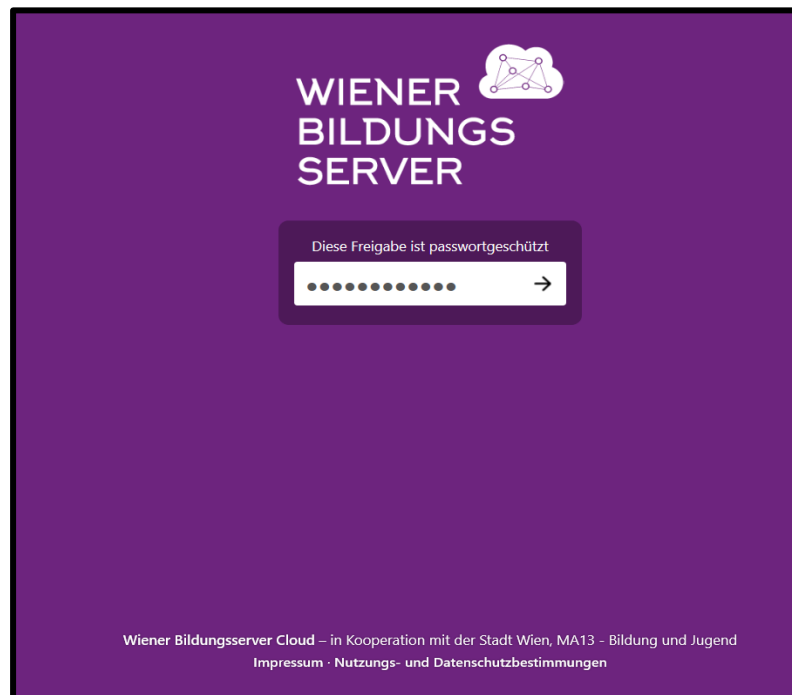 WIENER
BILDUNGS
SERVER
Diese Freigabe ist passwortgeschützt
Wiener Bildungsserver Cloud – in Kooperation mit der Stadt Wien, MA13 - Bildung und Jugend
Impressum · Nutzungs- und Datenschutzbestimmungen